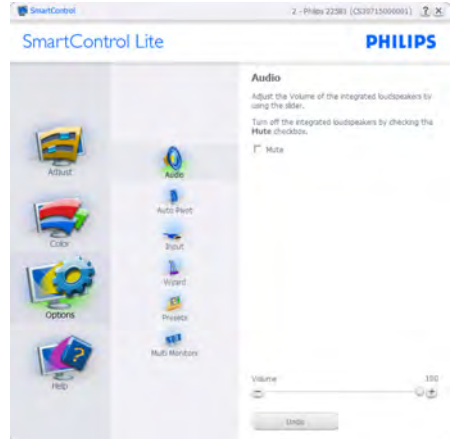 SmartControl
2 - Philips 225B1
SmartControl Lite
PHILIPS
Adjust
Color
Options
Help
Audio
Auto Pivot
Input
Wizard
Presets
Multi Monitors
Audio
Adjust the Volume of the integrated loudspeakers by
using the slider.
Turn off the integrated loudspeakers by checking the
Mute checkbox.
Mute
Volume 100
Undo